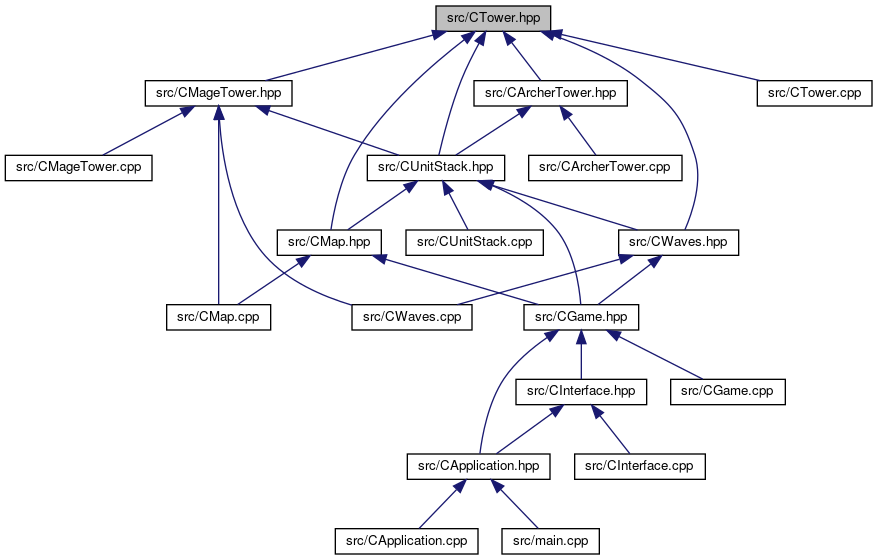 src/CTower.hpp
src/CMageTower.hpp
src/CArcherTower.hpp
src/CTower.cpp
src/CMageTower.cpp
src/CUnitStack.hpp
src/CArcherTower.cpp
src/CMap.hpp
src/CUnitStack.cpp
src/CWaves.hpp
src/CMap.cpp
src/CWaves.cpp
src/CGame.hpp
src/CInterface.hpp
src/CGame.cpp
src/CApplication.hpp
src/CInterface.cpp
src/CApplication.cpp
src/main.cpp